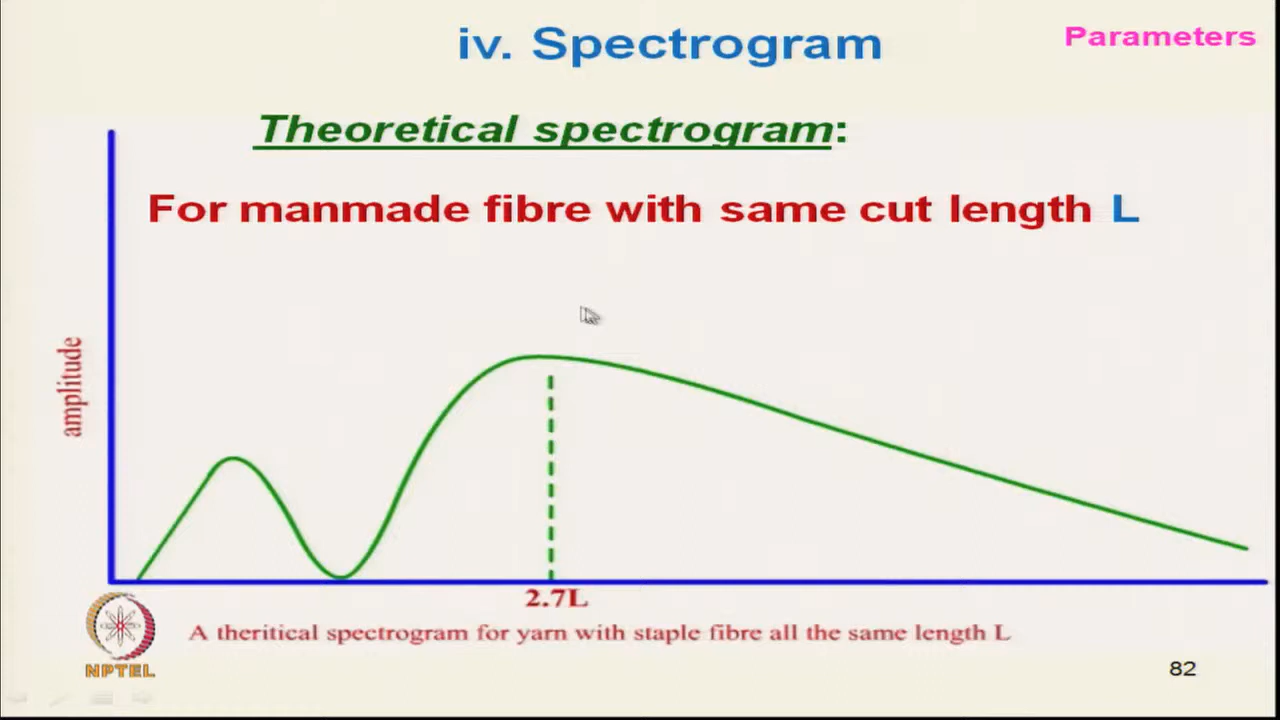 iv. Spectrogram
Parameters
Theoretical spectrogram:
For manmade fibre with same cut length L
amplitude
2.7L
A theritical spectrogram for yarn with staple fibre all the same length L
NPTEL
82